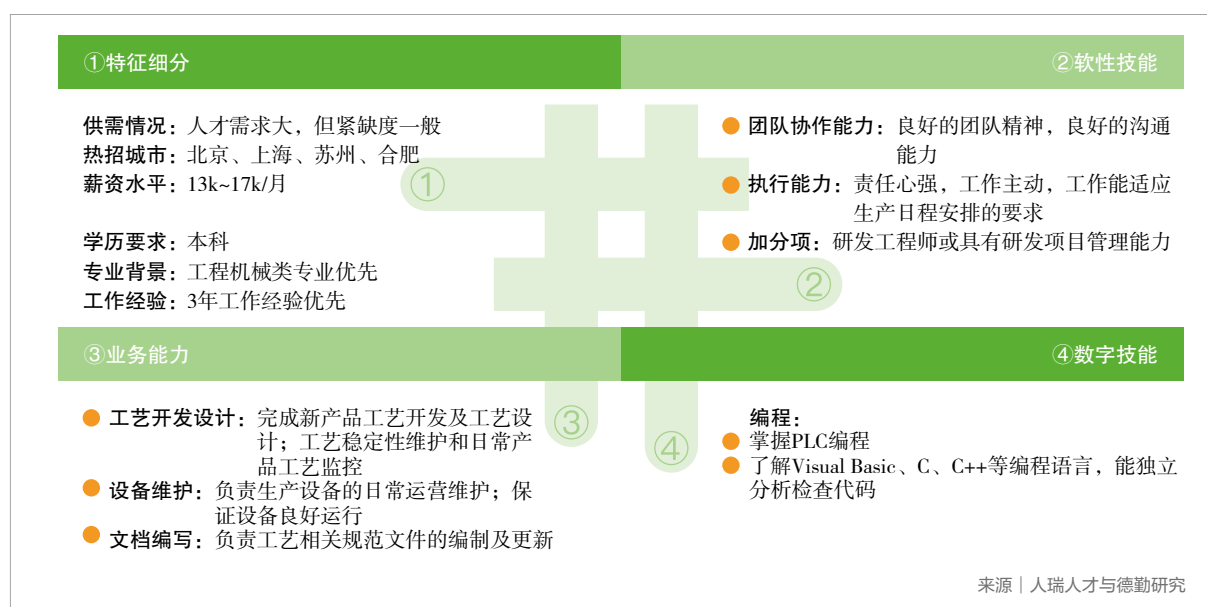 ①特征细分
供需情况：人才需求大，但紧缺度一般
热招城市：北京、上海、苏州、合肥
薪资水平：13k~17k/月
学历要求：本科
专业背景：工程机械类专业优先
工作经验：3年工作经验优先
①
②软性技能
团队协作能力：良好的团队精神，良好的沟通
能力
执行能力：责任心强，工作主动，工作能适应
生产日程安排的要求
加分项：研发工程师或具有研发项目管理能力
②
③业务能力
工艺开发设计：完成新产品工艺开发及工艺设
计；工艺稳定性维护和日常产
品工艺监控
设备维护：负责生产设备的日常运营维护；保
证设备良好运行
文档编写：负责工艺相关规范文件的编制及更新
③
④数字技能
④
编程：
掌握PLC编程
了解Visual Basic、C、C++等编程语言，能独立
分析检查代码
来源｜人瑞人才与德勤研究